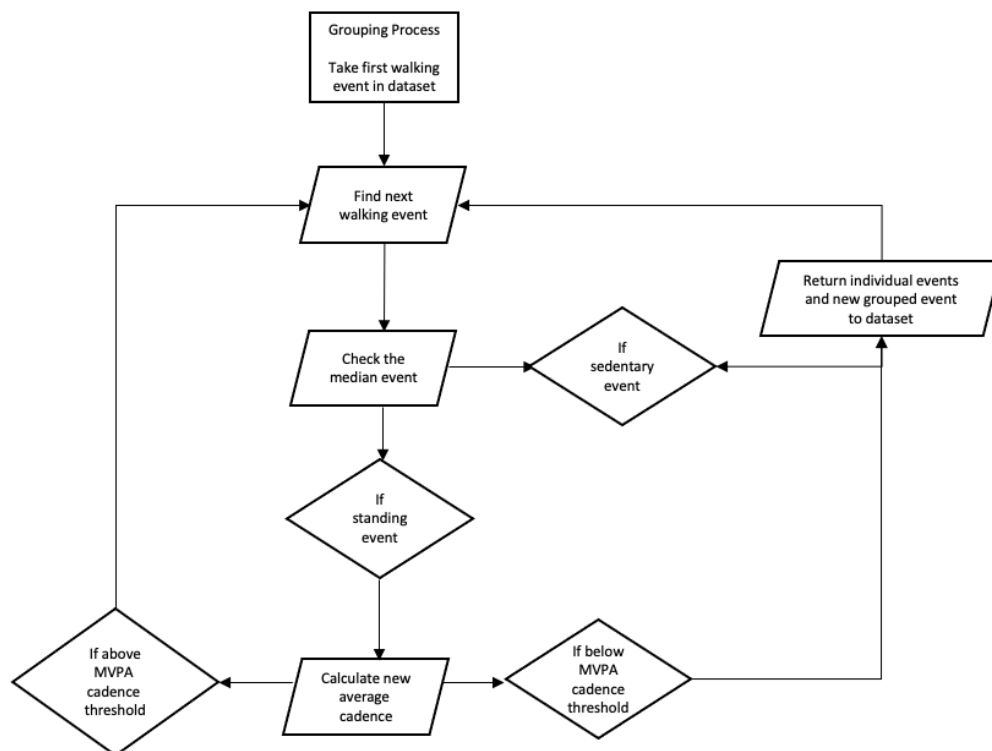 Grouping Process
Take first walking
event in dataset
Find next
walking event
Return individual events
and new grouped event
to dataset
Check the
median event
If
sedentary
event
If
standing
event
If above
MVPA
cadence
threshold
Calculate new
average
cadence
If below
MVPA
cadence
threshold